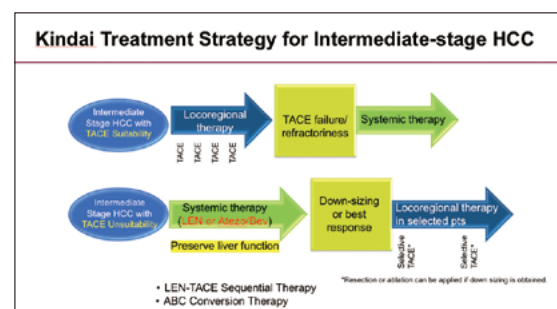 Kindai Treatment Strategy for Intermediate-stage HCC
Intermediate
Stage HCC with
TACE Suitability
Locoregional
therapy
TACE
TACE
TACE
TACE
TACE failure/
refractoriness
Systemic therapy
Intermediate
Stage HCC with
TACE Unsuitability
Systemic therapy
(LEN or Atezo/Bev)
Preserve liver function
Down-sizing
or best
response
Locoregional therapy
in selected pts
Selective
TACE*
Selective
TACE*
*Resection or ablation can be applied if down sizing is obtained.
• LEN-TACE Sequential Therapy
• ABC Conversion Therapy